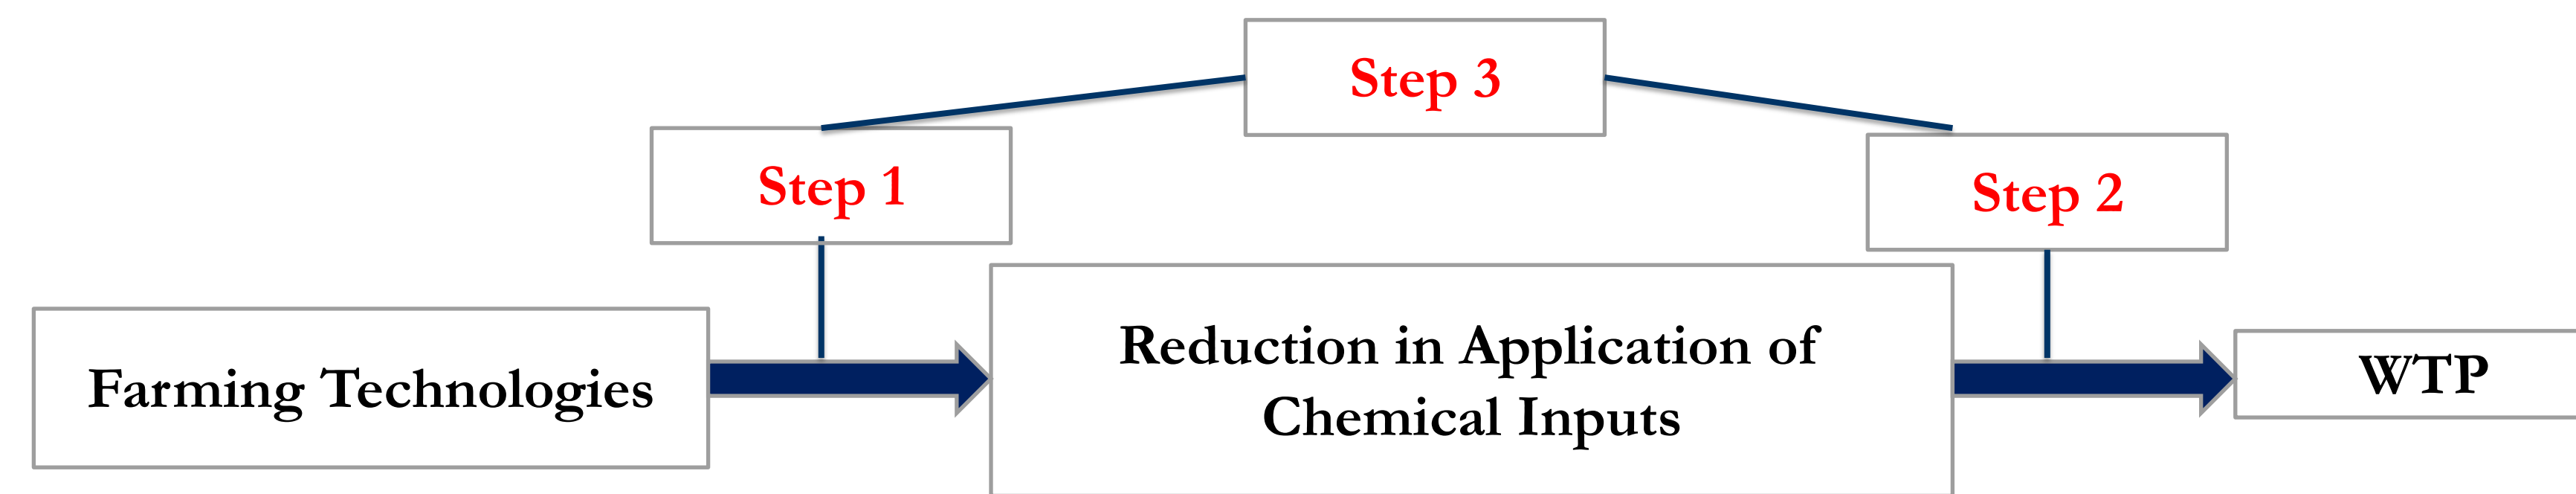 Step 3
Step 1
Step 2
Farming Technologies
Reduction in Application of
Chemical Inputs
WTP